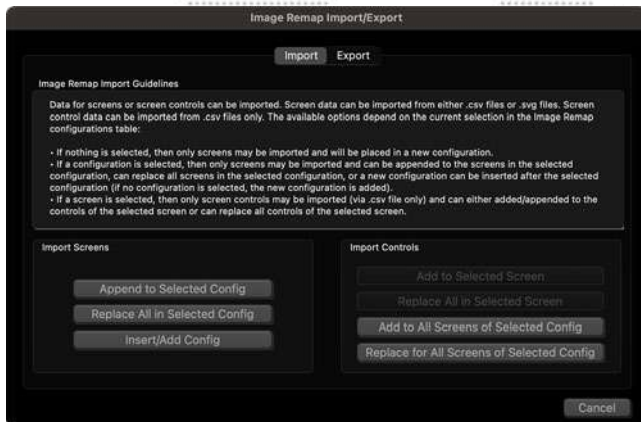 Image Remap Import/Export
Import Export
Image Remap Import Guidelines
Data for screens or screen controls can be imported. Screen data can be imported from either .csv files or .svg files. Screen
control data can be imported from .csv files only. The available options depend on the current selection in the Image Remap
configurations table:
• If nothing is selected, then only screens may be imported and will be placed in a new configuration.
• If a configuration is selected, then only screens may be imported and can be appended to the screens in the selected
configuration, can replace all screens in the selected configuration, or a new configuration can be inserted after the selected
configuration (if no configuration is selected, the new configuration is added).
• If a screen is selected, then only screen controls may be imported (via .csv file only) and can either added/appended to the
controls of the selected screen or can replace all controls of the selected screen.
Import Screens
Append to Selected Config
Replace All in Selected Config
Insert/Add Config
Import Controls
Add to Selected Screen
Replace All in Selected Screen
Add to All Screens of Selected Config
Replace for All Screens of Selected Config
Cancel